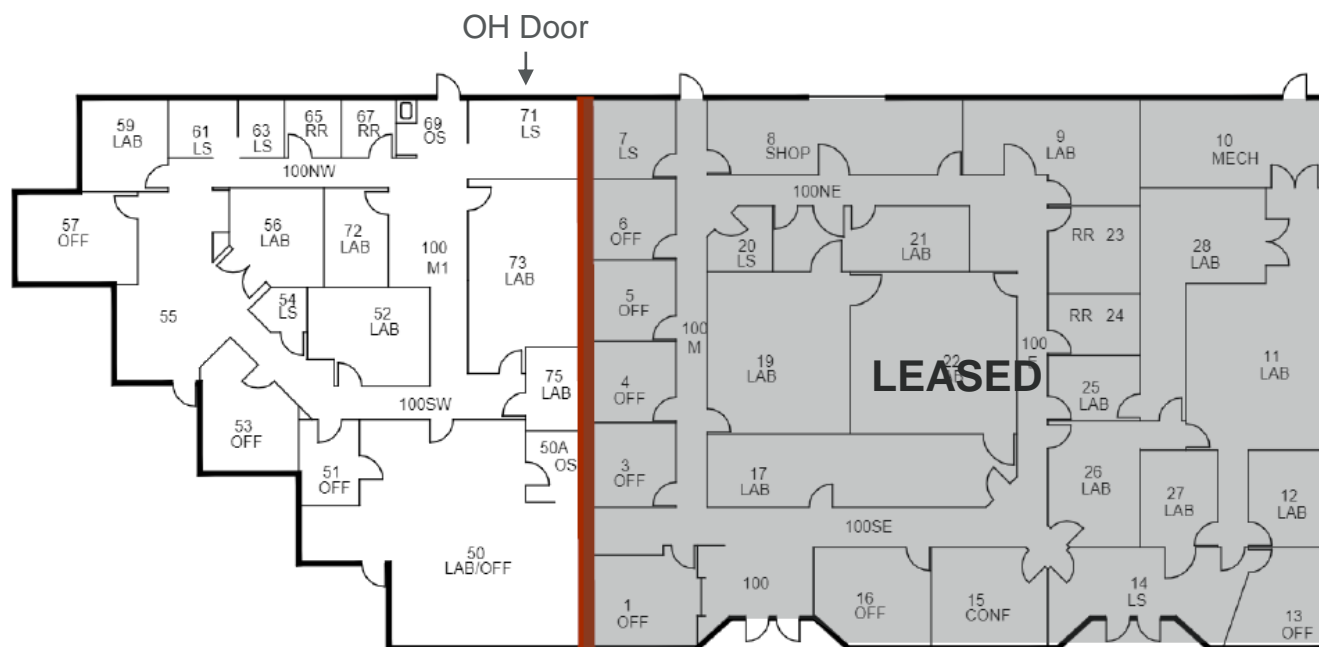 OH Door
59
LAB
61
LS
63
LS
65
RR
67
RR
69
OS
71
LS
7
LS
8
SHOP
9
LAB
10
MECH
100NW
100NE
57
OFF
56
LAB
72
LAB
100
M1
73
LAB
6
OFF
20
LS
21
LAB
RR 23
28
LAB
55
54
LS
52
LAB
5
OFF
100
M
19
LAB
RR 24
11
LAB
LEASED
22
100
75
LAB
4
OFF
25
LAB
100SW
53
OFF
51
OFF
50A
OS
3
OFF
17
LAB
26
LAB
27
LAB
12
LAB
100SE
50
LAB/OFF
1
OFF
100
16
OFF
15
CONF
14
LS
13
OFF